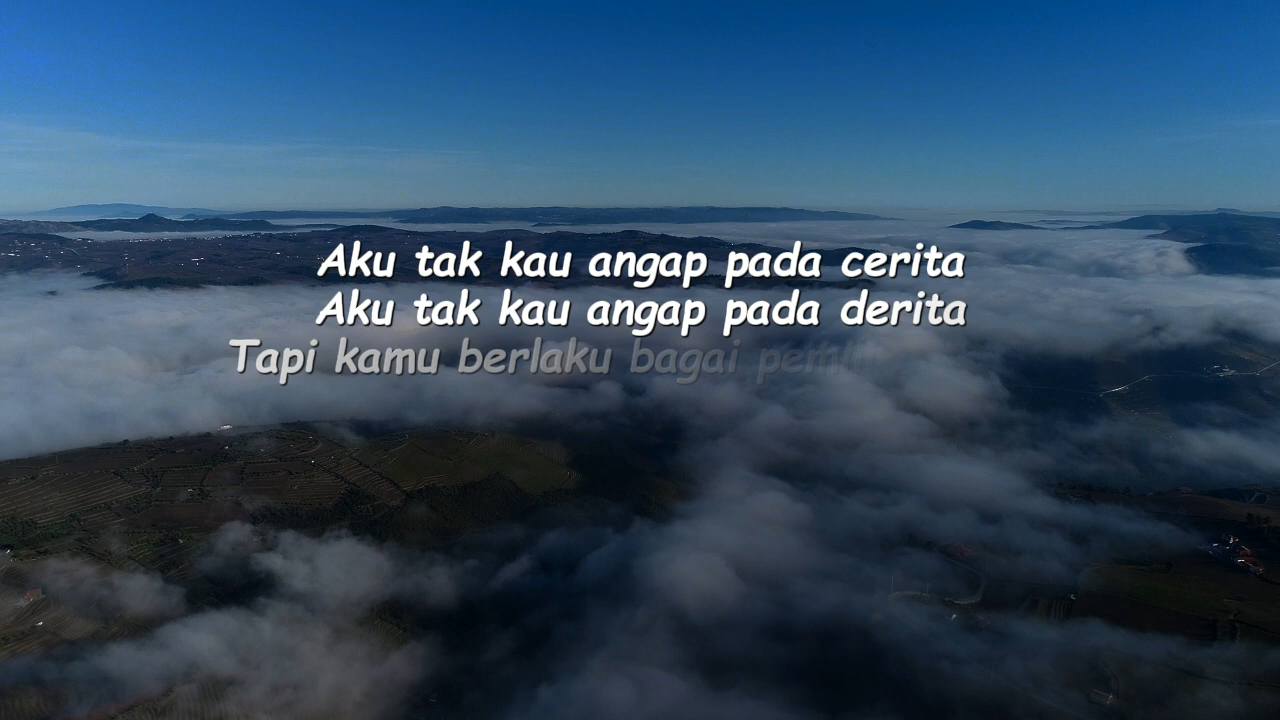 Aku tak kau angap pada cerita
Aku tak kau angap pada derita
Tapi kamu berlaku bagai